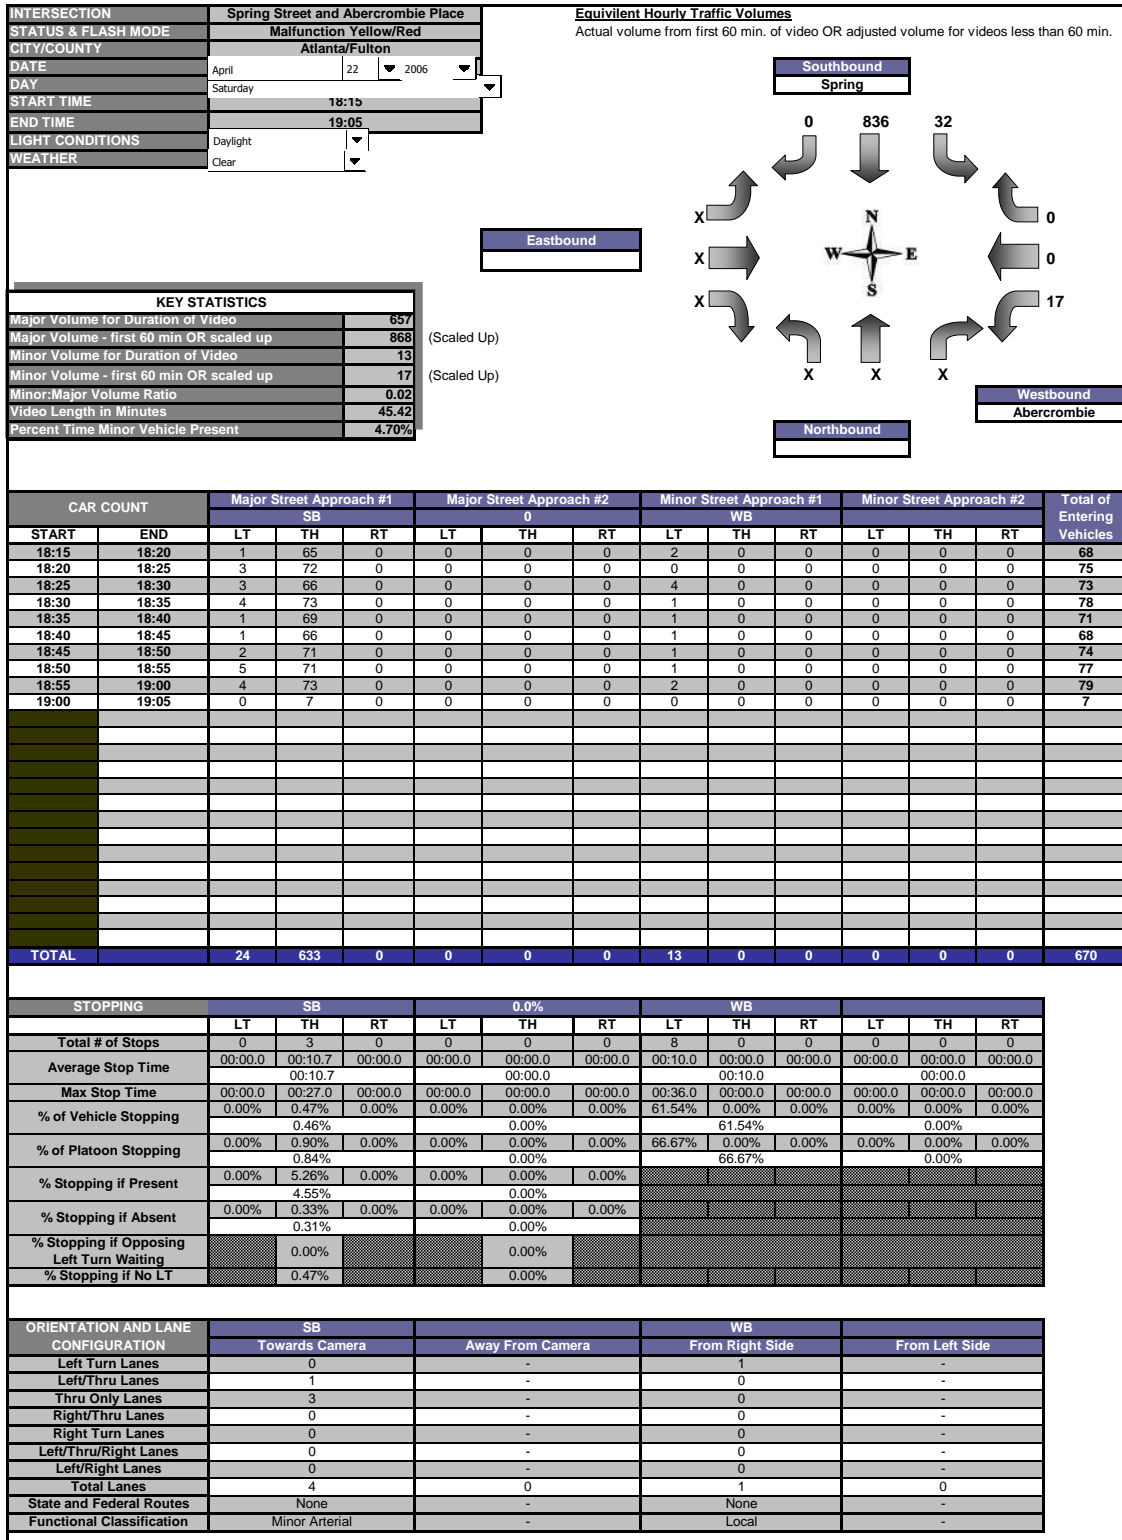 INTERSECTION Spring Street and Abercrombie Place
STATUS & FLASH MODE Malfunction Yellow/Red
CITY/COUNTY Atlanta/Fulton
DATE April 22 2006
DAY Saturday
START TIME 18:15
END TIME 19:05
LIGHT CONDITIONS Daylight
WEATHER Clear
Equivilent Hourly Traffic Volumes
Actual volume from first 60 min. of video OR adjusted volume for videos less than 60 min.
Southbound
Spring
0 836 32
X 0
N
Eastbound
X W E 0
S
X 17
X X X
Westbound
Abercrombie
Northbound
KEY STATISTICS
Major Volume for Duration of Video 657
Major Volume - first 60 min OR scaled up 868 (Scaled Up)
Minor Volume for Duration of Video 13
Minor Volume - first 60 min OR scaled up 17 (Scaled Up)
Minor:Major Volume Ratio 0.02
Video Length in Minutes 45.42
Percent Time Minor Vehicle Present 4.70%
CAR COUNT Major Street Approach #1 Major Street Approach #2 Minor Street Approach #1 Minor Street Approach #2 Total of
SB 0 WB Entering
START END LT TH RT LT TH RT LT TH RT LT TH RT Vehicles
18:15 18:20 1 65 0 0 0 0 2 0 0 0 0 0 68
18:20 18:25 3 72 0 0 0 0 0 0 0 0 0 0 75
18:25 18:30 3 66 0 0 0 0 4 0 0 0 0 0 73
18:30 18:35 4 73 0 0 0 0 1 0 0 0 0 0 78
18:35 18:40 1 69 0 0 0 0 1 0 0 0 0 0 71
18:40 18:45 1 66 0 0 0 0 1 0 0 0 0 0 68
18:45 18:50 2 71 0 0 0 0 1 0 0 0 0 0 74
18:50 18:55 5 71 0 0 0 0 1 0 0 0 0 0 77
18:55 19:00 4 73 0 0 0 0 2 0 0 0 0 0 79
19:00 19:05 0 7 0 0 0 0 0 0 0 0 0 0 7
TOTAL 24 633 0 0 0 0 13 0 0 0 0 0 670
STOPPING SB 0.0% WB
LT TH RT LT TH RT LT TH RT LT TH RT
Total # of Stops 0 3 0 0 0 0 8 0 0 0 0 0
Average Stop Time 00:00.0 00:10.7 00:00.0 00:00.0 00:00.0 00:00.0 00:10.0 00:00.0 00:00.0 00:00.0 00:00.0 00:00.0
00:10.7 00:00.0 00:10.0 00:00.0
Max Stop Time 00:00.0 00:27.0 00:00.0 00:00.0 00:00.0 00:00.0 00:36.0 00:00.0 00:00.0 00:00.0 00:00.0 00:00.0
% of Vehicle Stopping 0.00% 0.47% 0.00% 0.00% 0.00% 0.00% 61.54% 0.00% 0.00% 0.00% 0.00% 0.00%
0.46% 0.00% 61.54% 0.00%
% of Platoon Stopping 0.00% 0.90% 0.00% 0.00% 0.00% 0.00% 66.67% 0.00% 0.00% 0.00% 0.00% 0.00%
0.84% 0.00% 66.67% 0.00%
% Stopping if Present 0.00% 5.26% 0.00% 0.00% 0.00% 0.00%
4.55% 0.00%
% Stopping if Absent 0.00% 0.33% 0.00% 0.00% 0.00% 0.00%
0.31% 0.00%
% Stopping if Opposing
Left Turn Waiting 0.00% 0.00%
% Stopping if No LT 0.47% 0.00%
ORIENTATION AND LANE SB WB
CONFIGURATION Towards Camera Away From Camera From Right Side From Left Side
Left Turn Lanes 0 - 1 -
Left/Thru Lanes 1 - 0 -
Thru Only Lanes 3 - 0 -
Right/Thru Lanes 0 - 0 -
Right Turn Lanes 0 - 0 -
Left/Thru/Right Lanes 0 - 0 -
Left/Right Lanes 0 - 0 -
Total Lanes 4 0 1 0
State and Federal Routes None - None -
Functional Classification Minor Arterial - Local -